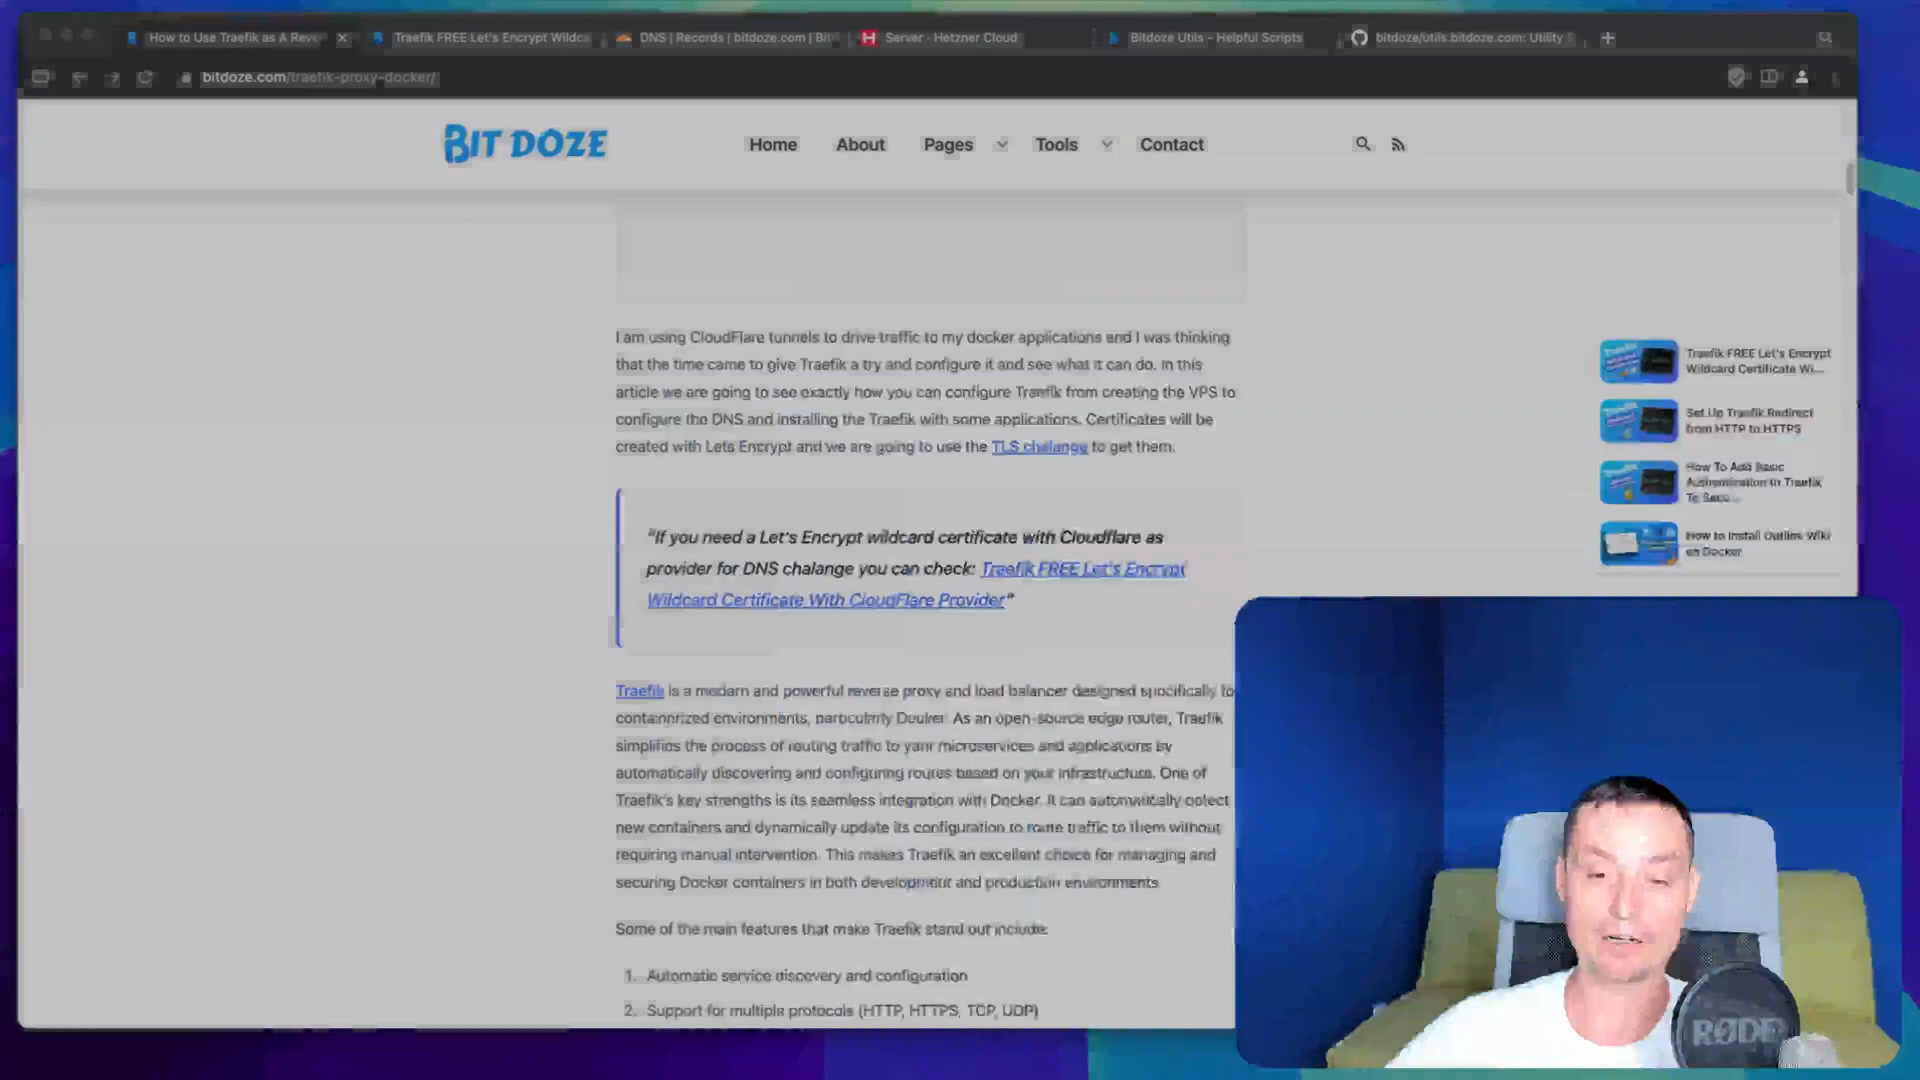 How to Use Traefik as A Reve
Traefik FREE Let's Encrypt Wildca
DNS | Records | bitdoze.com | Bit
H Server · Hetzner Cloud
Bitdoze Utils - Helpful Scripts
bitdoze/utils.bitdoze.com: Utility S
bitdoze.com/traefik-proxy-docker/
BIT DOZE
Home
About
Pages
Tools
Contact
I am using CloudFlare tunnels to drive traffic to my docker applications and I was thinking
that the time came to give Traefik a try and configure it and see what it can do. In this
article we are going to see exactly how you can configure Traefik from creating the VPS to
configure the DNS and installing the Traefik with some applications. Certificates will be
created with Lets Encrypt and we are going to use the TLS chalange to get them.
"If you need a Let's Encrypt wildcard certificate with Cloudflare as
provider for DNS chalange you can check: Traefik FREE Let's Encrypt
Wildcard Certificate With CloudFlare Provider"
Traefik is a modern and powerful reverse proxy and load balancer designed specifically to
containerized environments, particularly Docker. As an open-source edge router, Traefik
simplifies the process of routing traffic to your microservices and applications by
automatically discovering and configuring routes based on your infrastructure. One of
Traefik's key strengths is its seamless integration with Docker. It can automatically detect
new containers and dynamically update its configuration to route traffic to them without
requiring manual intervention. This makes Traefik an excellent choice for managing and
securing Docker containers in both development and production environments
Some of the main features that make Traefik stand out include:
1. Automatic service discovery and configuration
2. Support for multiple protocols (HTTP, HTTPS, TCP, UDP)
Traefik FREE Let's Encrypt
Wildcard Certificate Wi...
Set Up Traefik Redirect
from HTTP to HTTPS
How To Add Basic
Authentication in Traefik
To Secu...
How to Install Outline Wiki
on Docker
RØDE